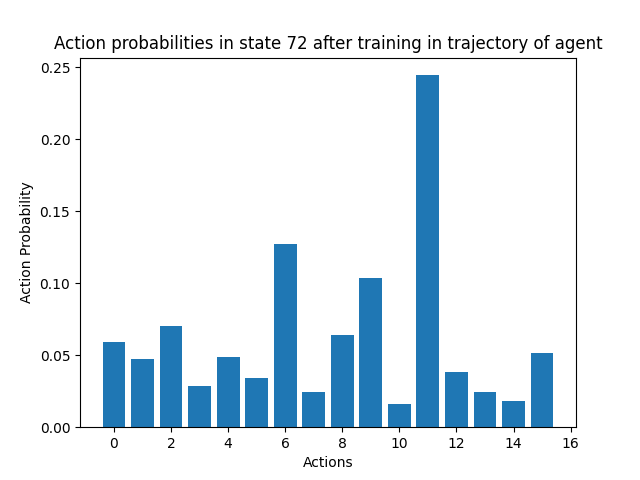 Action probabilities in state 72 after training in trajectory of agent
0.25
0.20
0.15
0.10
0.05
0.00
Action Probability
0 2 4 6 8 10 12 14 16
Actions